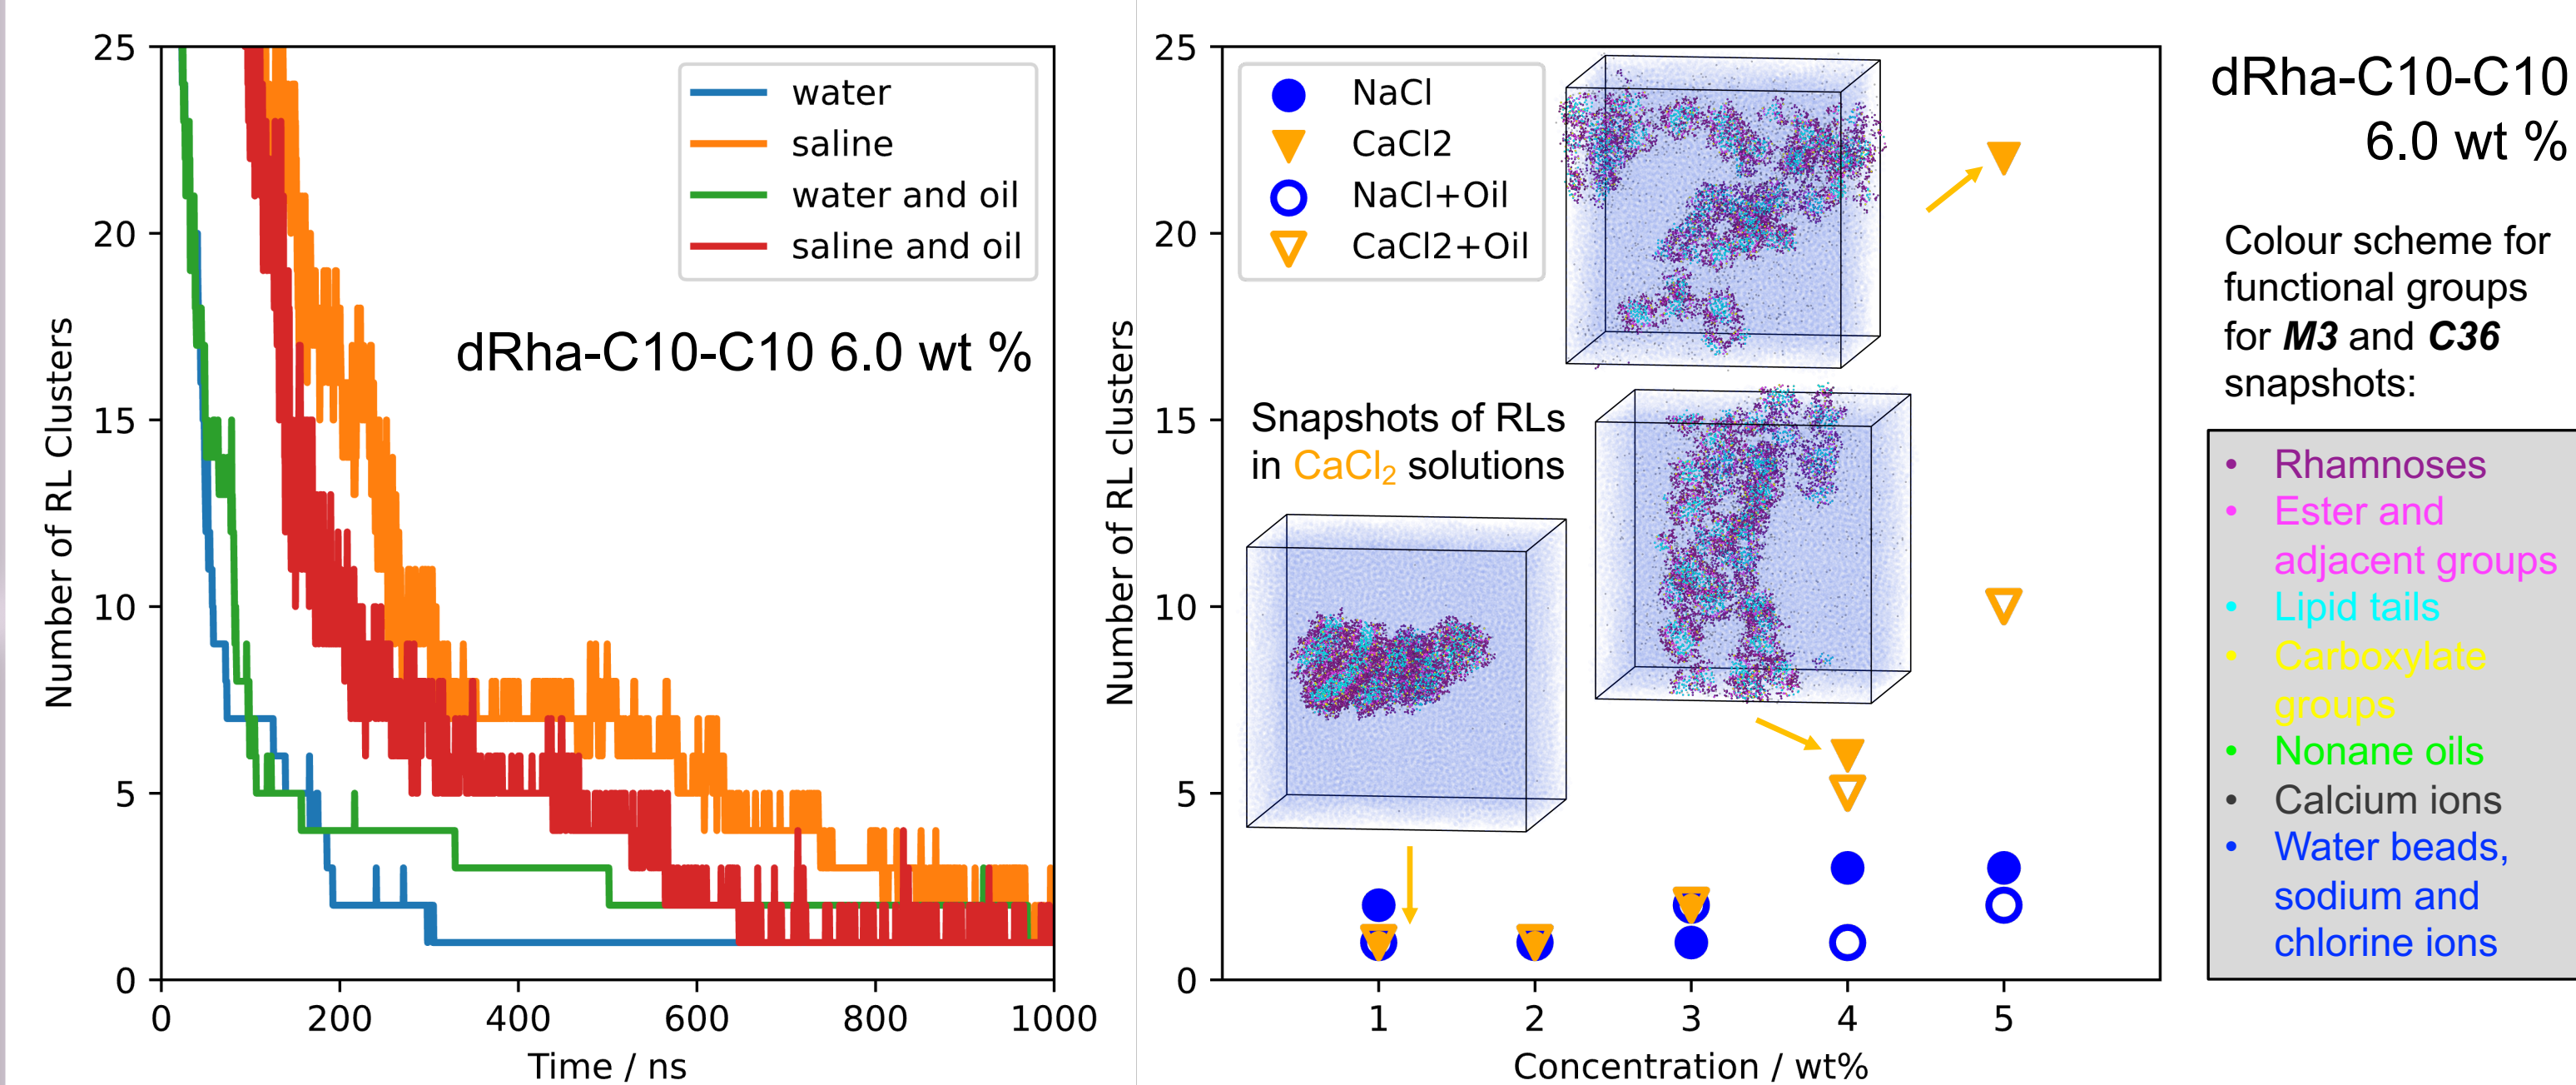 25
20
15
10
5
0
Number of RL Clusters
water
saline
water and oil
saline and oil
dRha-C10-C10 6.0 wt %
0
200
400
600
800
1000
Time / ns
25
20
15
10
5
0
Number of RL clusters
NaCl
CaCl2
NaCl+Oil
CaCl2+Oil
Snapshots of RLs
in CaCl₂ solutions
1
2
3
4
5
Concentration / wt%
dRha-C10-C10
6.0 wt %
Colour scheme for
functional groups
for M3 and C36
snapshots:
• Rhamnoses
• Ester and
adjacent groups
• Lipid tails
• Carboxylate
groups
• Nonane oils
• Calcium ions
• Water beads,
sodium and
chlorine ions